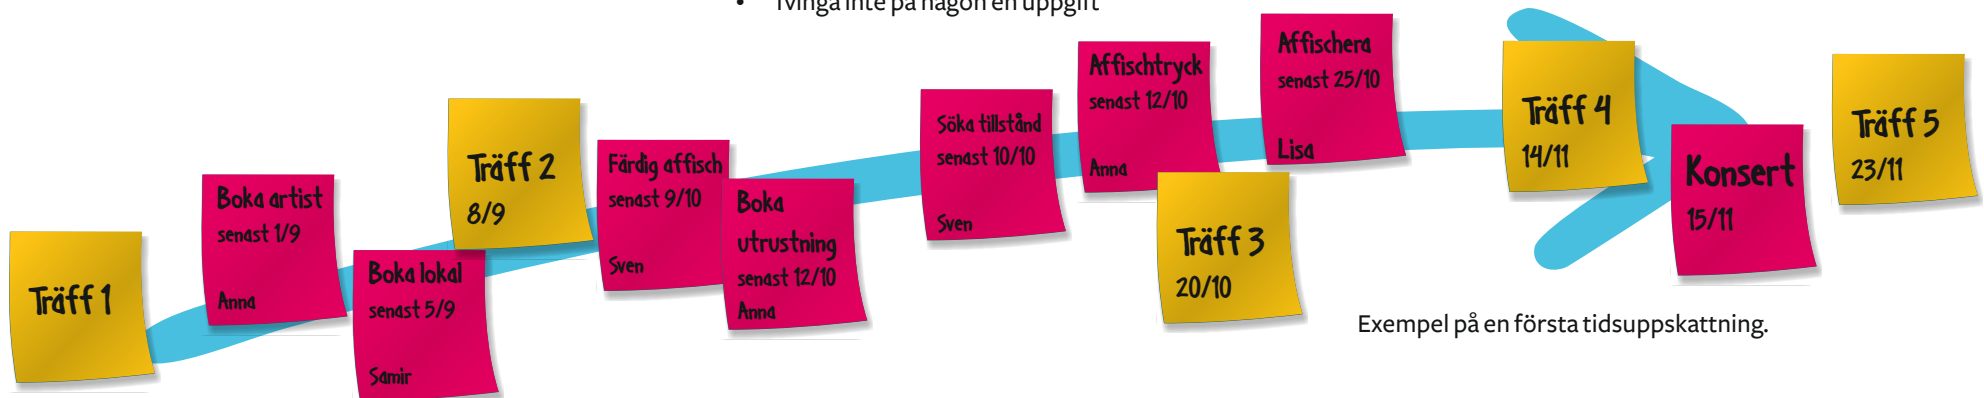 • Tvinga inte på någon en uppgift
Träff 1
Boka artist
senast 1/9
Anna
Boka lokal
senast 5/9
Samir
Träff 2
8/9
Färdig affisch
senast 9/10
Sven
Boka
utrustning
senast 12/10
Anna
Söka tillstånd
senast 10/10
Sven
Affischtryck
senast 12/10
Anna
Träff 3
20/10
Affischera
senast 25/10
Lisa
Träff 4
14/11
Konsert
15/11
Träff 5
23/11
Exempel på en första tidsuppskattning.